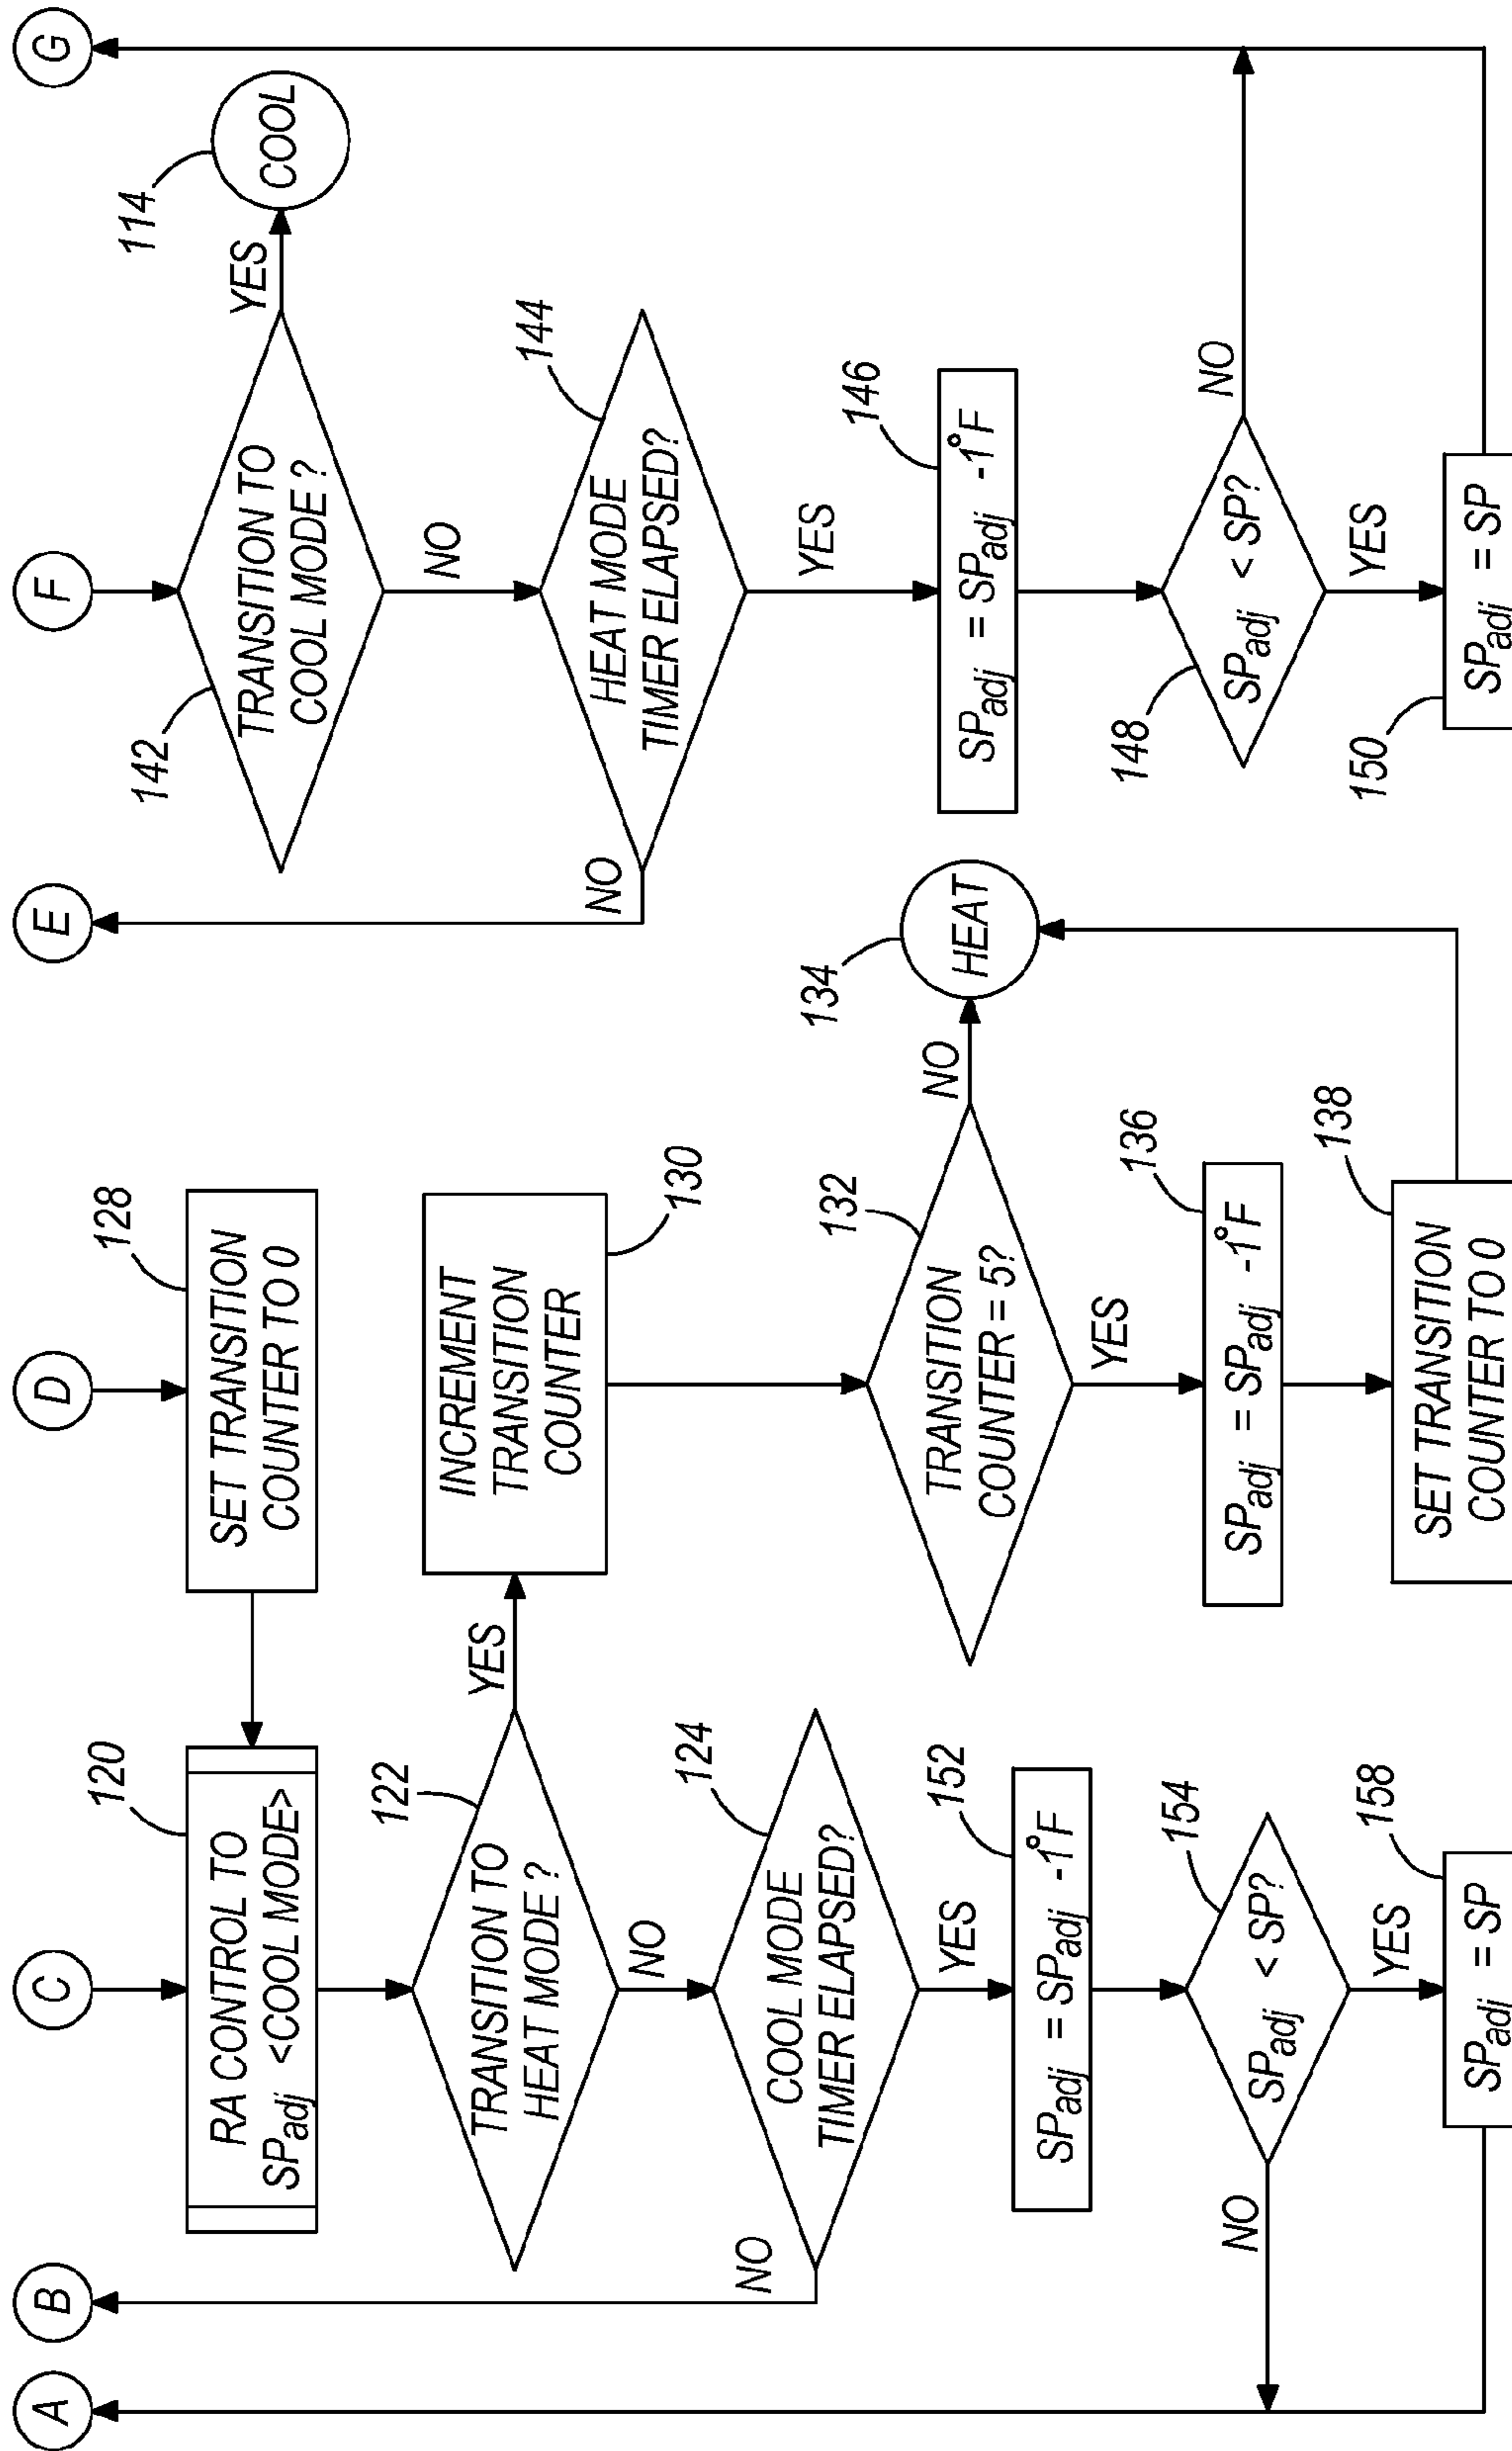 A
B
C
D
E
F
G
RA CONTROL TO
SPadj <COOL MODE>
120
SET TRANSITION
COUNTER TO 0
128
TRANSITION TO
HEAT MODE ?
122
YES
NO
INCREMENT
TRANSITION
COUNTER
130
COOL MODE
TIMER ELAPSED?
124
NO
YES
TRANSITION
COUNTER = 5?
132
NO
YES
HEAT
134
SPadj = SPadj -1°F
152
SPadj = SPadj -1°F
136
SPadj < SP?
154
NO
YES
SET TRANSITION
COUNTER TO 0
138
SPadj = SP
158
TRANSITION TO
COOL MODE ?
142
YES
NO
COOL
114
HEAT MODE
TIMER ELAPSED?
144
NO
YES
SPadj = SPadj -1°F
146
SPadj < SP?
148
NO
YES
SPadj = SP
150